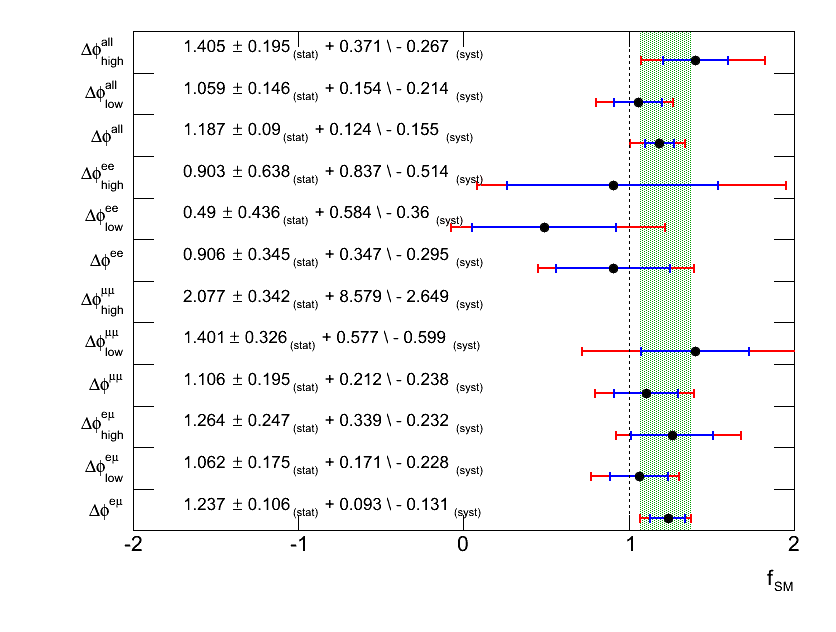 Δϕ^all_high 1.405 ± 0.195 (stat) + 0.371 \ - 0.267 (syst)
Δϕ^all_low 1.059 ± 0.146 (stat) + 0.154 \ - 0.214 (syst)
Δϕ^all 1.187 ± 0.09 (stat) + 0.124 \ - 0.155 (syst)
Δϕ^ee_high 0.903 ± 0.638 (stat) + 0.837 \ - 0.514 (syst)
Δϕ^ee_low 0.49 ± 0.436 (stat) + 0.584 \ - 0.36 (syst)
Δϕ^ee 0.906 ± 0.345 (stat) + 0.347 \ - 0.295 (syst)
Δϕ^μμ_high 2.077 ± 0.342 (stat) + 8.579 \ - 2.649 (syst)
Δϕ^μμ_low 1.401 ± 0.326 (stat) + 0.577 \ - 0.599 (syst)
Δϕ^μμ 1.106 ± 0.195 (stat) + 0.212 \ - 0.238 (syst)
Δϕ^eμ_high 1.264 ± 0.247 (stat) + 0.339 \ - 0.232 (syst)
Δϕ^eμ_low 1.062 ± 0.175 (stat) + 0.171 \ - 0.228 (syst)
Δϕ^eμ 1.237 ± 0.106 (stat) + 0.093 \ - 0.131 (syst)
-2 -1 0 1 2
f_SM